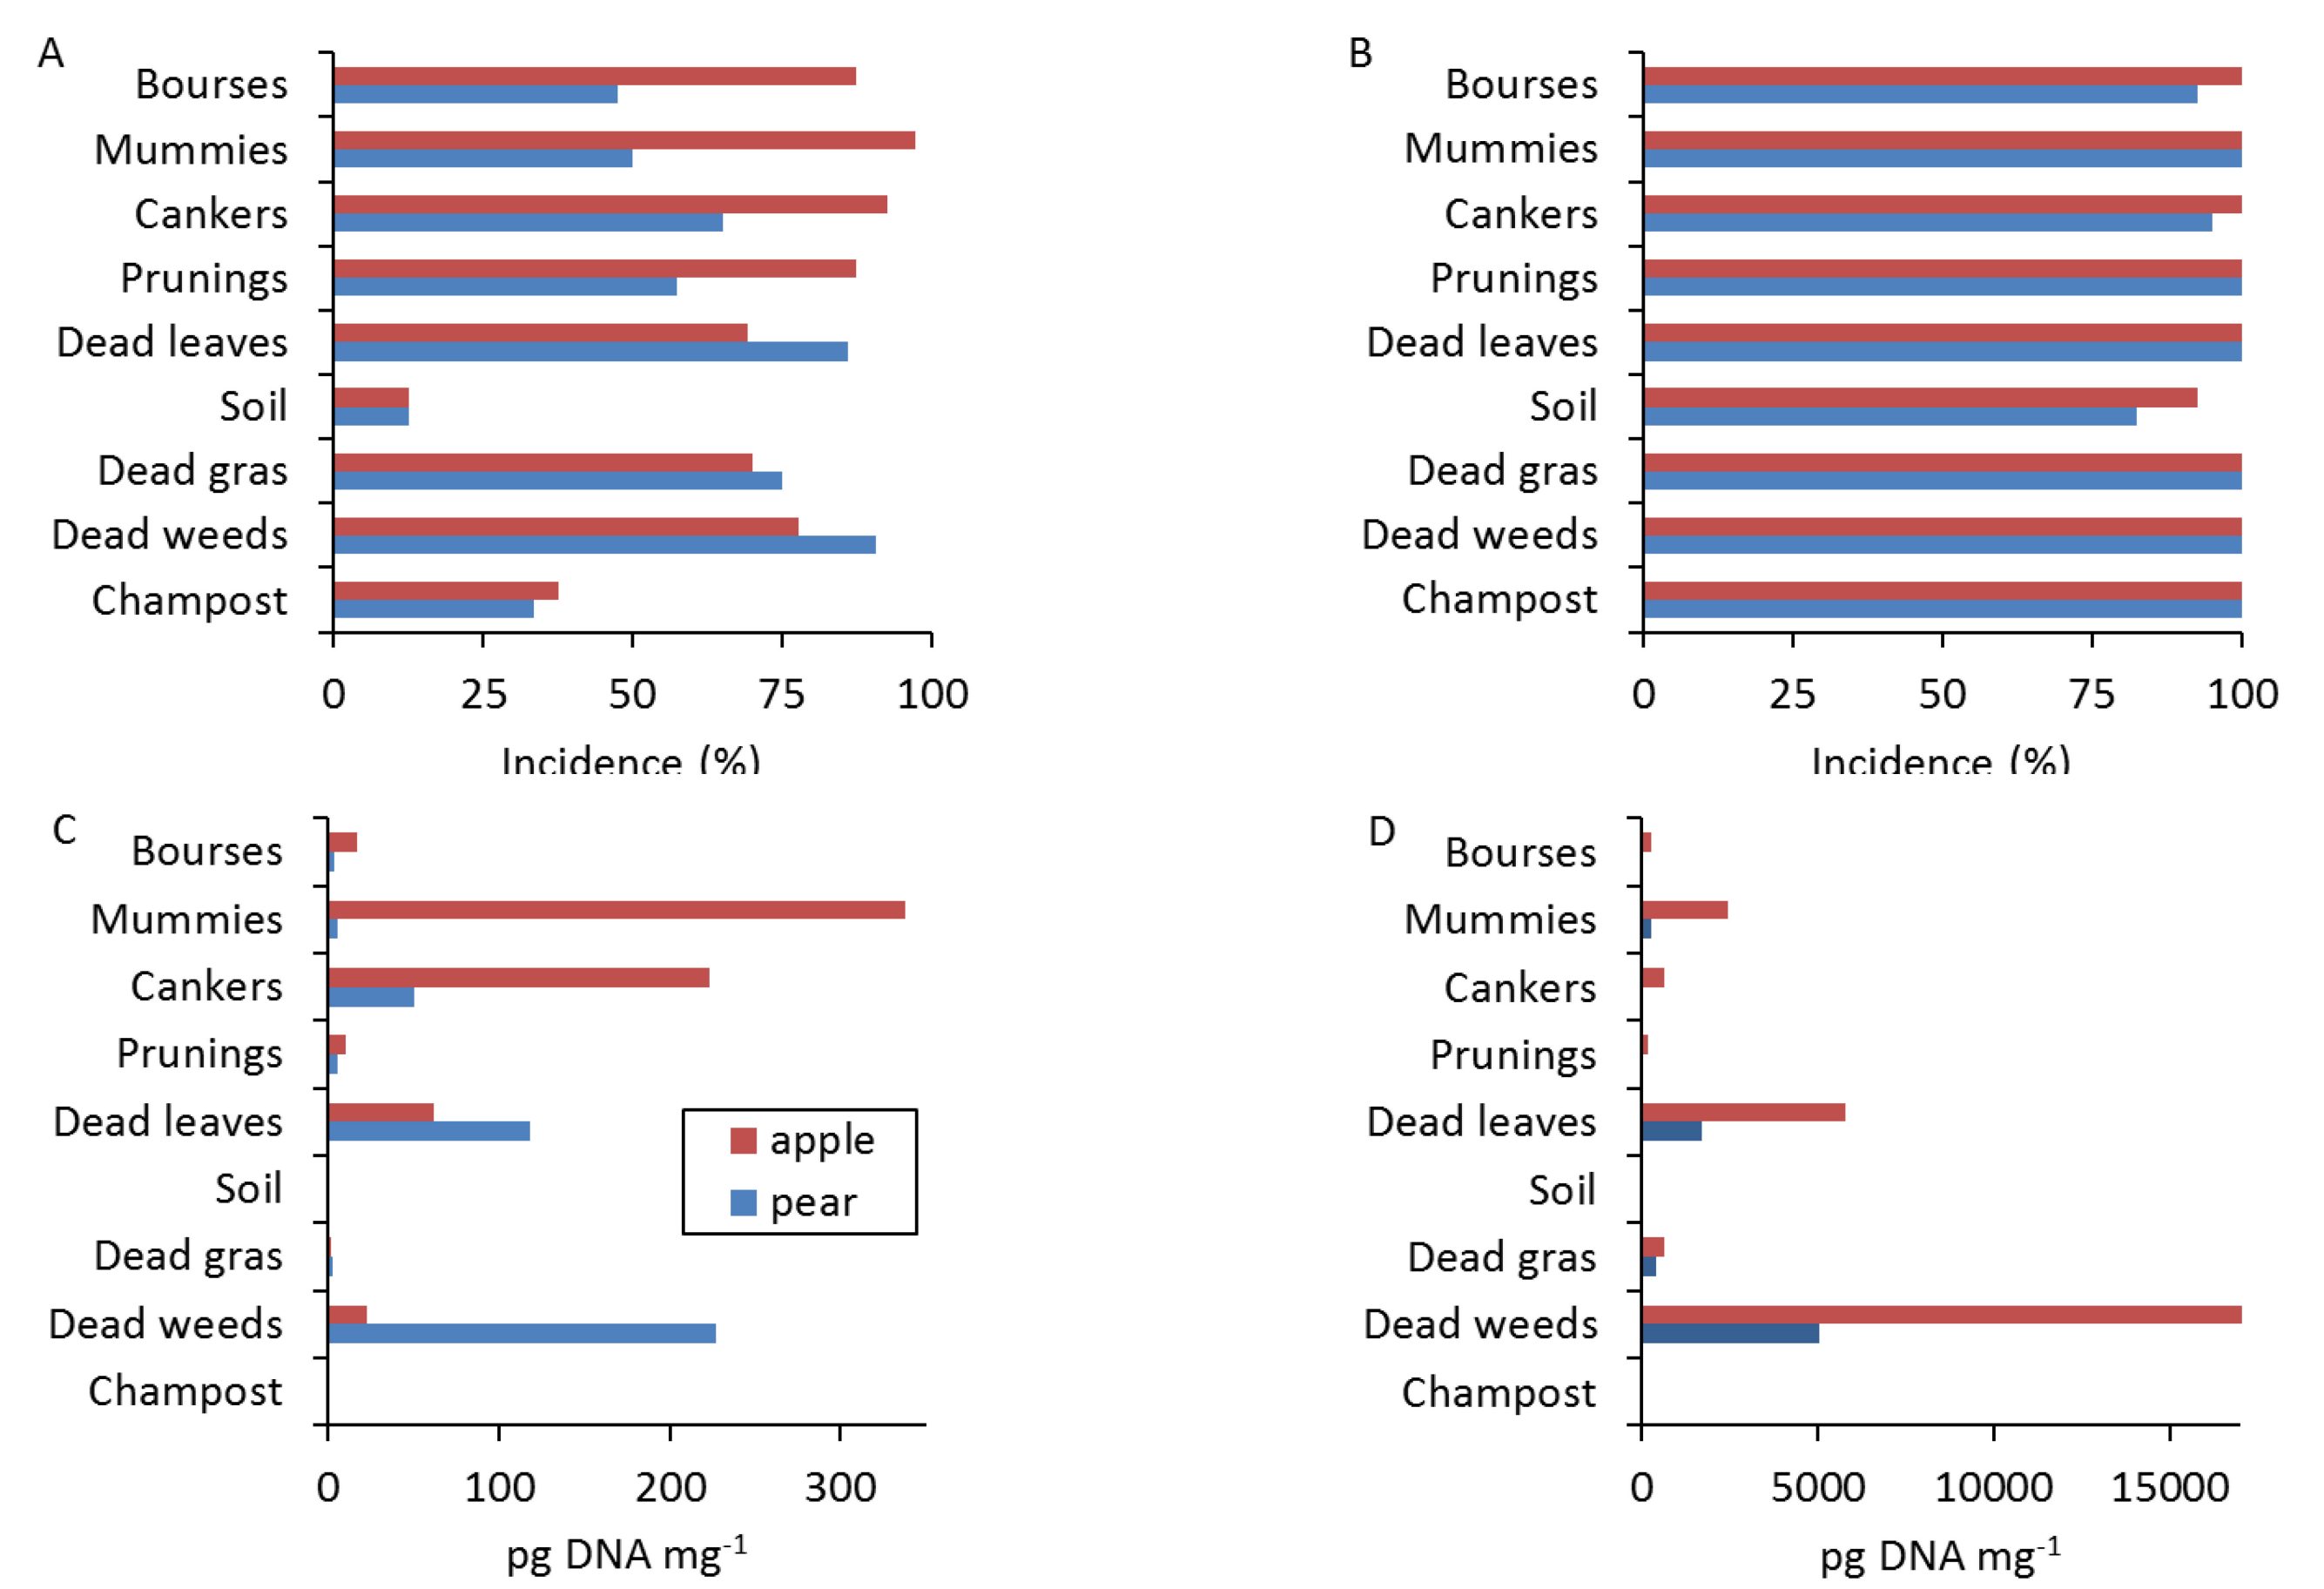 A
Bourses
Mummies
Cankers
Prunings
Dead leaves
Soil
Dead gras
Dead weeds
Champost
0 25 50 75 100
Incidence (%)
B
Bourses
Mummies
Cankers
Prunings
Dead leaves
Soil
Dead gras
Dead weeds
Champost
0 25 50 75 100
Incidence (%)
C
Bourses
Mummies
Cankers
Prunings
Dead leaves
Soil
Dead gras
Dead weeds
Champost
apple
pear
0 100 200 300
pg DNA mg⁻¹
D
Bourses
Mummies
Cankers
Prunings
Dead leaves
Soil
Dead gras
Dead weeds
Champost
0 5000 10000 15000
pg DNA mg⁻¹